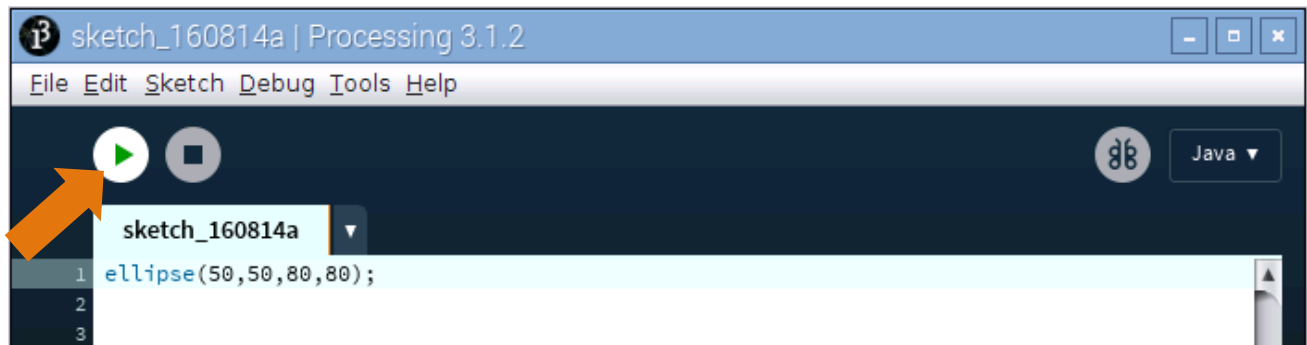 sketch_160814a | Processing 3.1.2
File Edit Sketch Debug Tools Help
Java ▼
sketch_160814a ▼
1 ellipse(50,50,80,80);
2
3